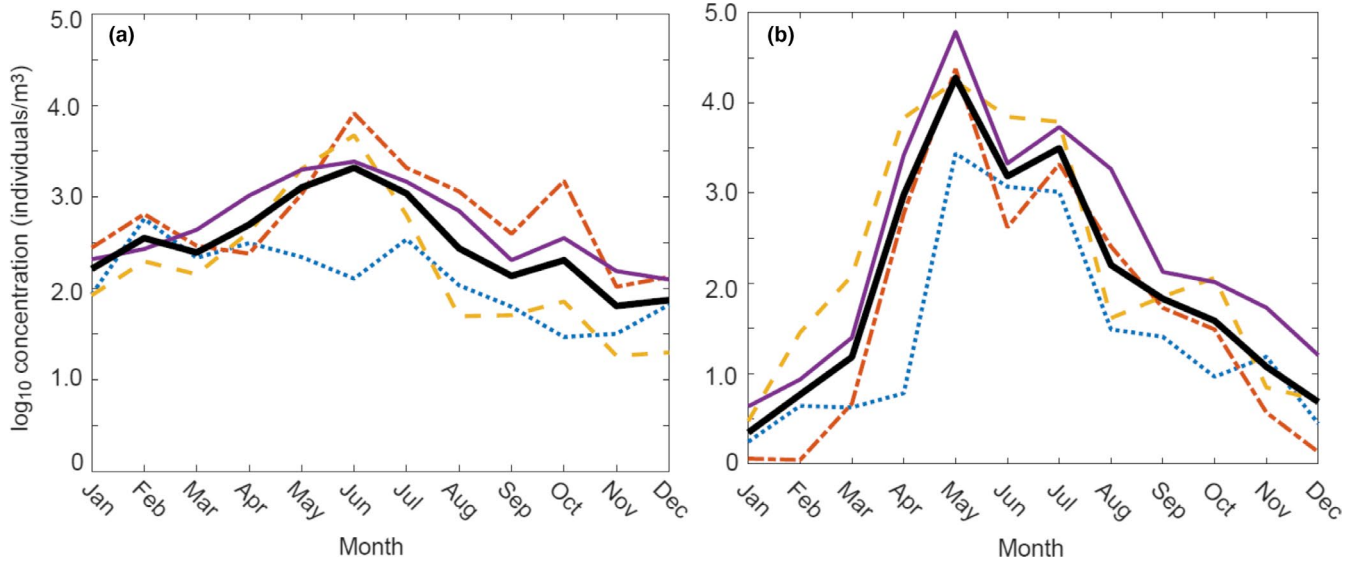 (a)
5.0
4.0
3.0
2.0
1.0
0
log₁₀ concentration (individuals/m³)
Jan Feb Mar Apr May Jun Jul Aug Sep Oct Nov Dec
Month
(b)
5.0
4.0
3.0
2.0
1.0
0
Jan Feb Mar Apr May Jun Jul Aug Sep Oct Nov Dec
Month